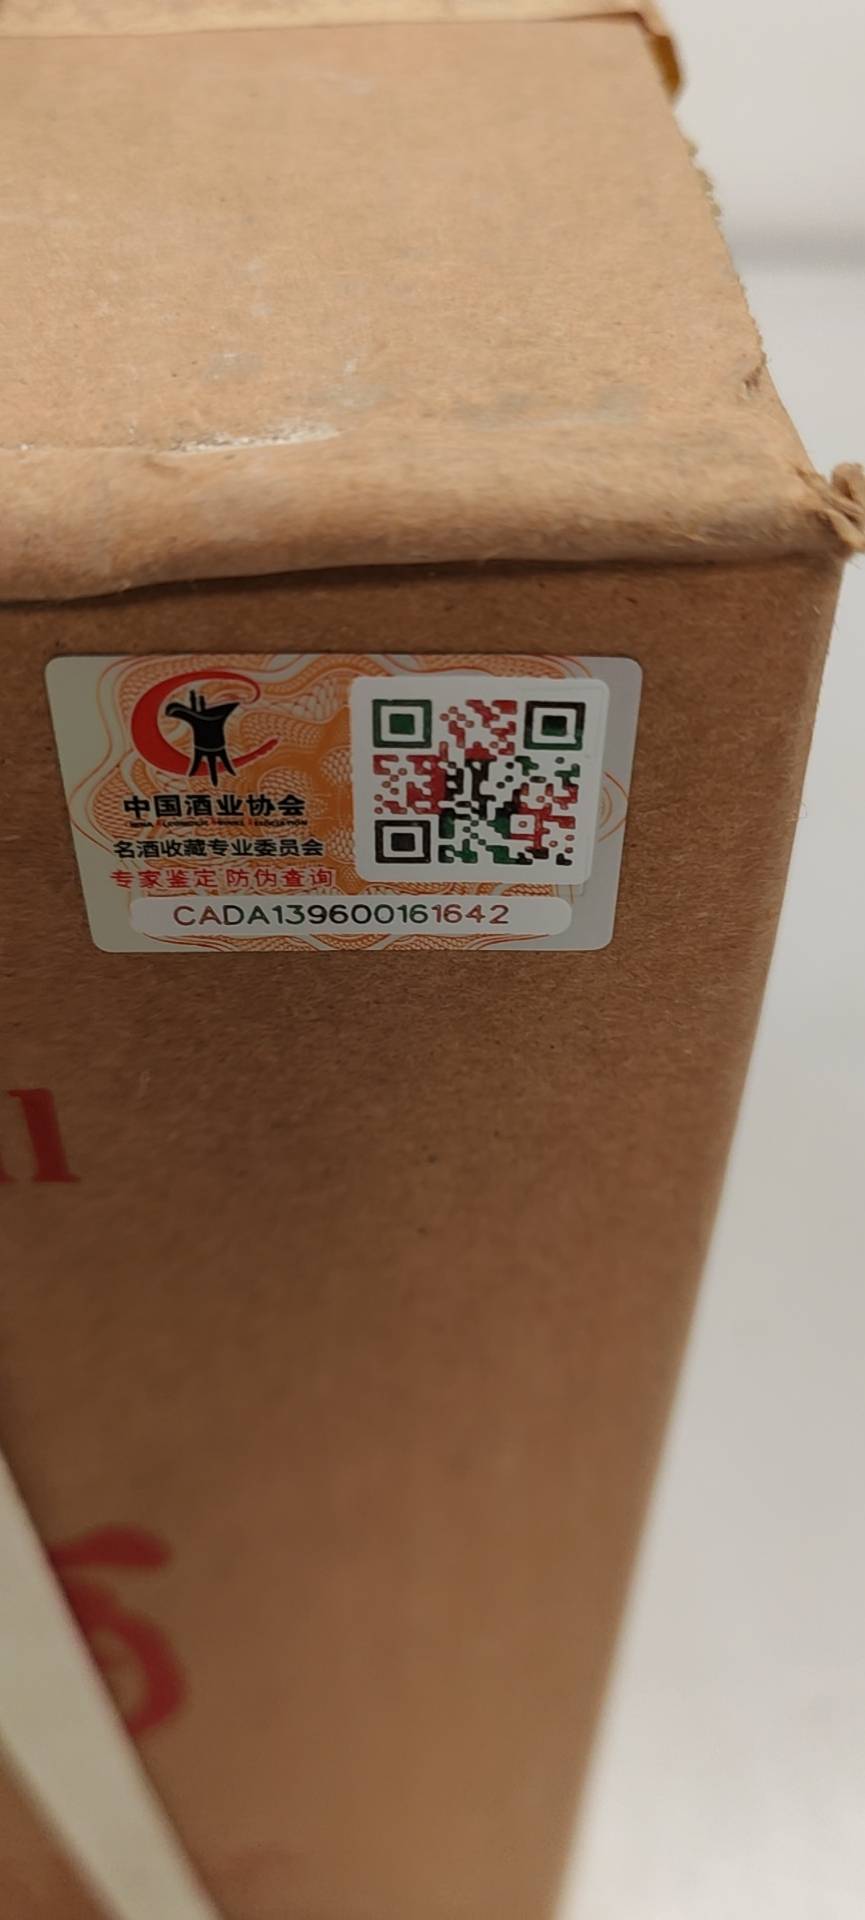 中国酒业协会
名酒收藏专业委员会
专家鉴定 防伪查询
CADA139600161642